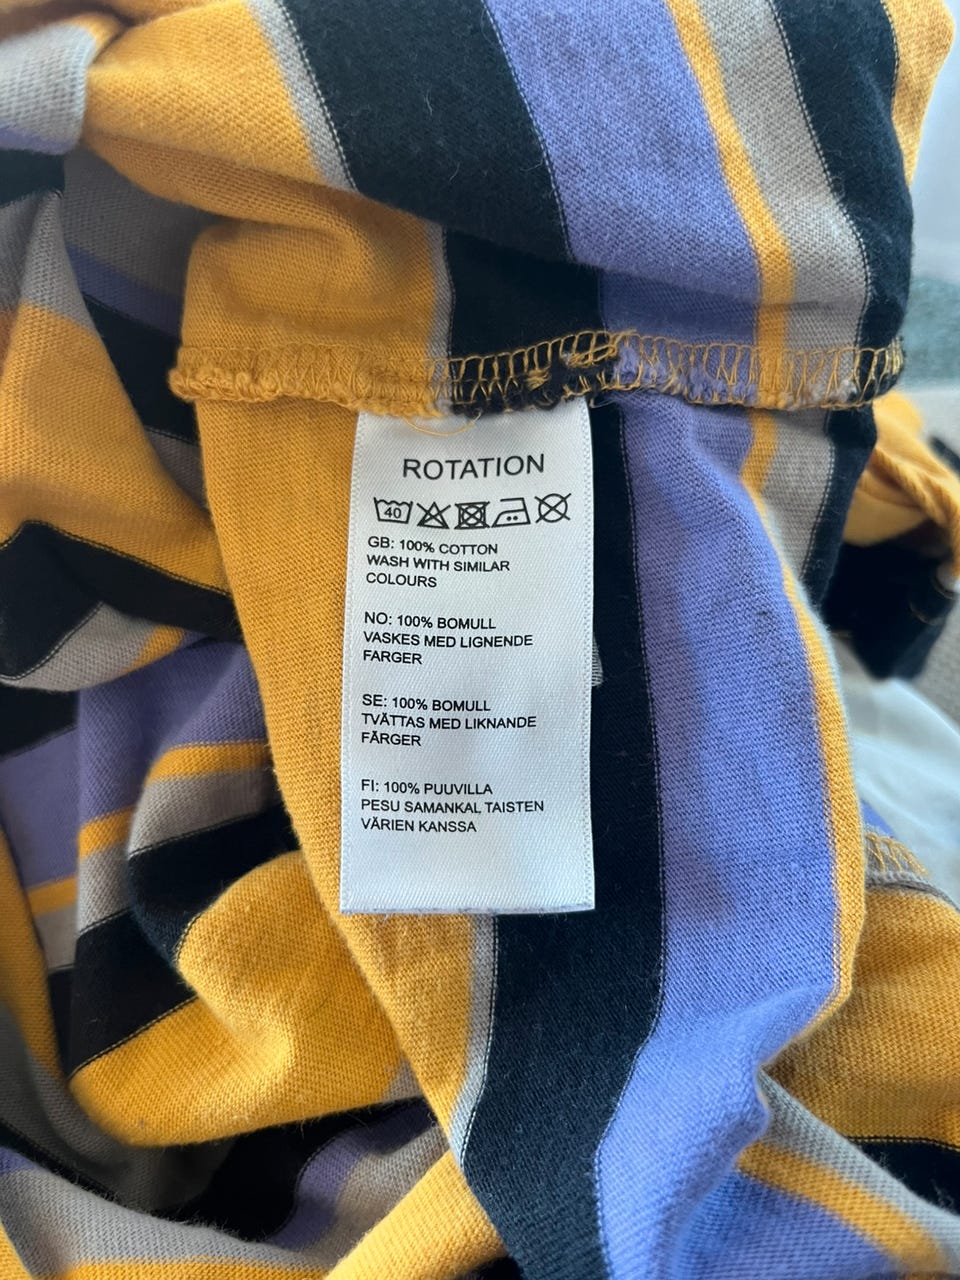 ROTATION
40
GB: 100% COTTON
WASH WITH SIMILAR
COLOURS
NO: 100% BOMULL
VASKES MED LIGNENDE
FARGER
SE: 100% BOMULL
TVÄTTAS MED LIKNANDE
FÄRGER
FI: 100% PUUVILLA
PESU SAMANKAL TAISTEN
VÄRIEN KANSSA